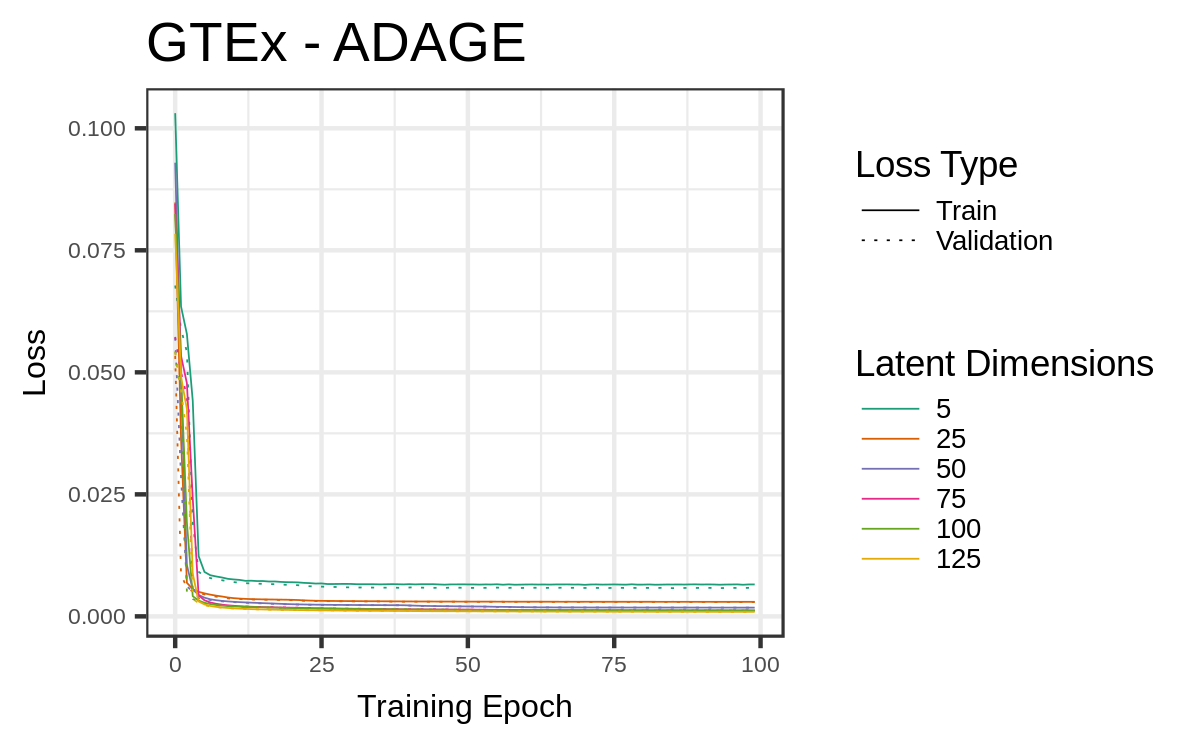 GTEx - ADAGE
0.100
0.075
0.050
0.025
0.000
Loss
0
25
50
75
100
Training Epoch
Loss Type
Train
Validation
Latent Dimensions
5
25
50
75
100
125